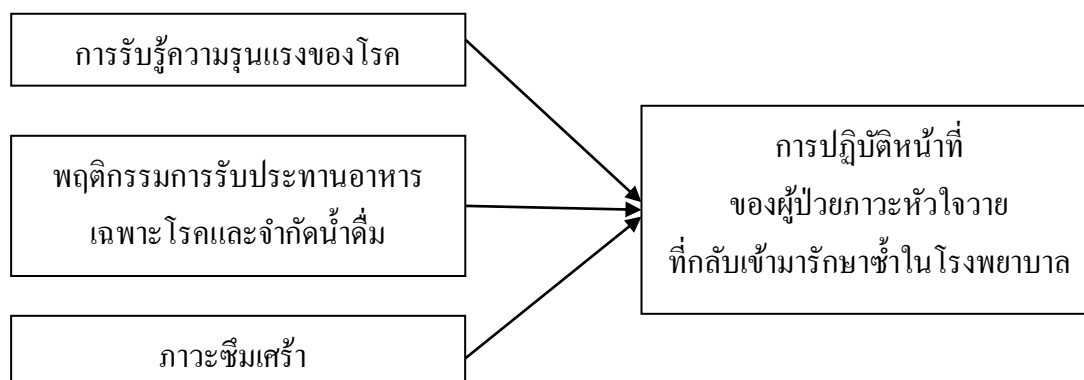 การรับรู้ความรุนแรงของโรค
พฤติกรรมการรับประทานอาหาร
เฉพาะโรคและจำกัดน้ำดื่ม
ภาวะซึมเศร้า
การปฏิบัติหน้าที่
ของผู้ป่วยภาวะหัวใจวาย
ที่กลับเข้ามารักษาซ้ำในโรงพยาบาล